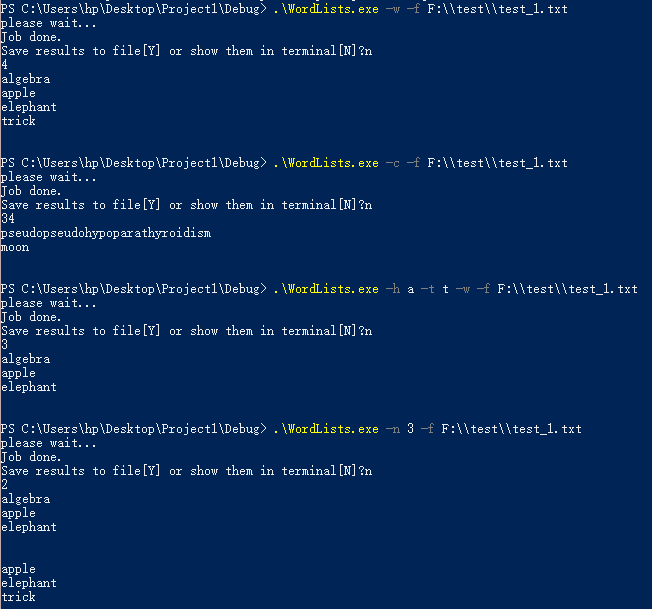 PS C:\Users\hp\Desktop\Project1\Debug> .\WordLists.exe -w -f F:\\test\\test_1.txt
please wait...
Job done.
Save results to file[Y] or show them in terminal[N]?n
4
algebra
apple
elephant
trick
PS C:\Users\hp\Desktop\Project1\Debug> .\WordLists.exe -c -f F:\\test\\test_1.txt
please wait...
Job done.
Save results to file[Y] or show them in terminal[N]?n
34
pseudopseudohypoparathyroidism
moon
PS C:\Users\hp\Desktop\Project1\Debug> .\WordLists.exe -h a -t t -w -f F:\\test\\test_1.txt
please wait...
Job done.
Save results to file[Y] or show them in terminal[N]?n
3
algebra
apple
elephant
PS C:\Users\hp\Desktop\Project1\Debug> .\WordLists.exe -n 3 -f F:\\test\\test_1.txt
please wait...
Job done.
Save results to file[Y] or show them in terminal[N]?n
2
algebra
apple
elephant
apple
elephant
trick